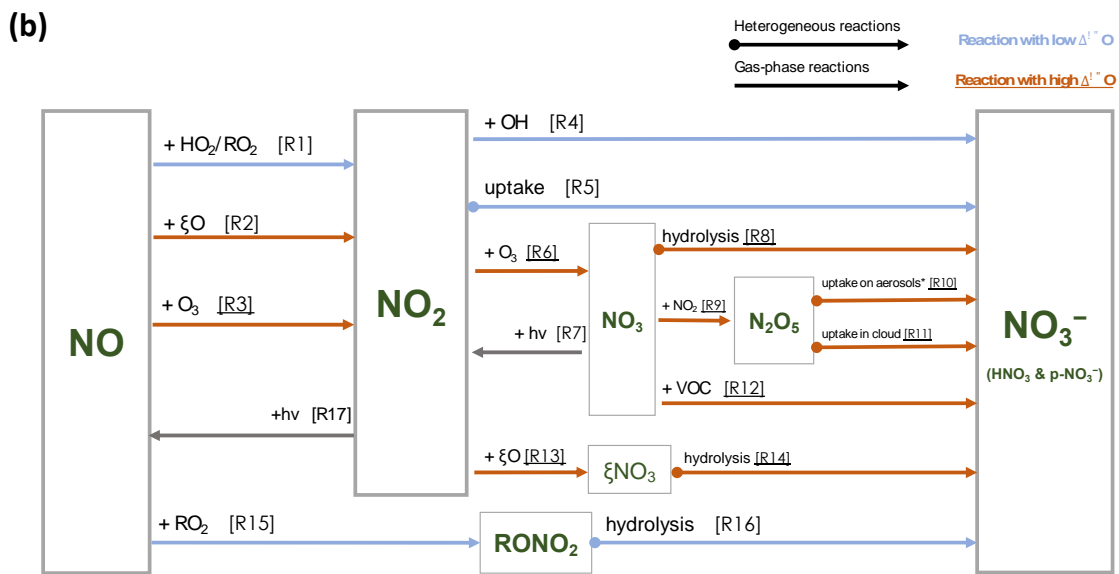 (b)
Heterogeneous reactions
Gas-phase reactions
Reaction with low Δ!"O
Reaction with high Δ!"O
NO
+ HO₂/RO₂ [R1]
+ ξO [R2]
+ O₃ [R3]
+hv [R17]
+ RO₂ [R15]
NO₂
+ OH [R4]
uptake [R5]
+ O₃ [R6]
+ hv [R7]
+ ξO [R13]
NO₃
hydrolysis [R8]
+ NO₂ [R9]
N₂O₅
uptake on aerosols* [R10]
uptake in cloud [R11]
+ VOC [R12]
ξNO₃
hydrolysis [R14]
RONO₂
hydrolysis [R16]
NO₃⁻
(HNO₃ & p-NO₃⁻)